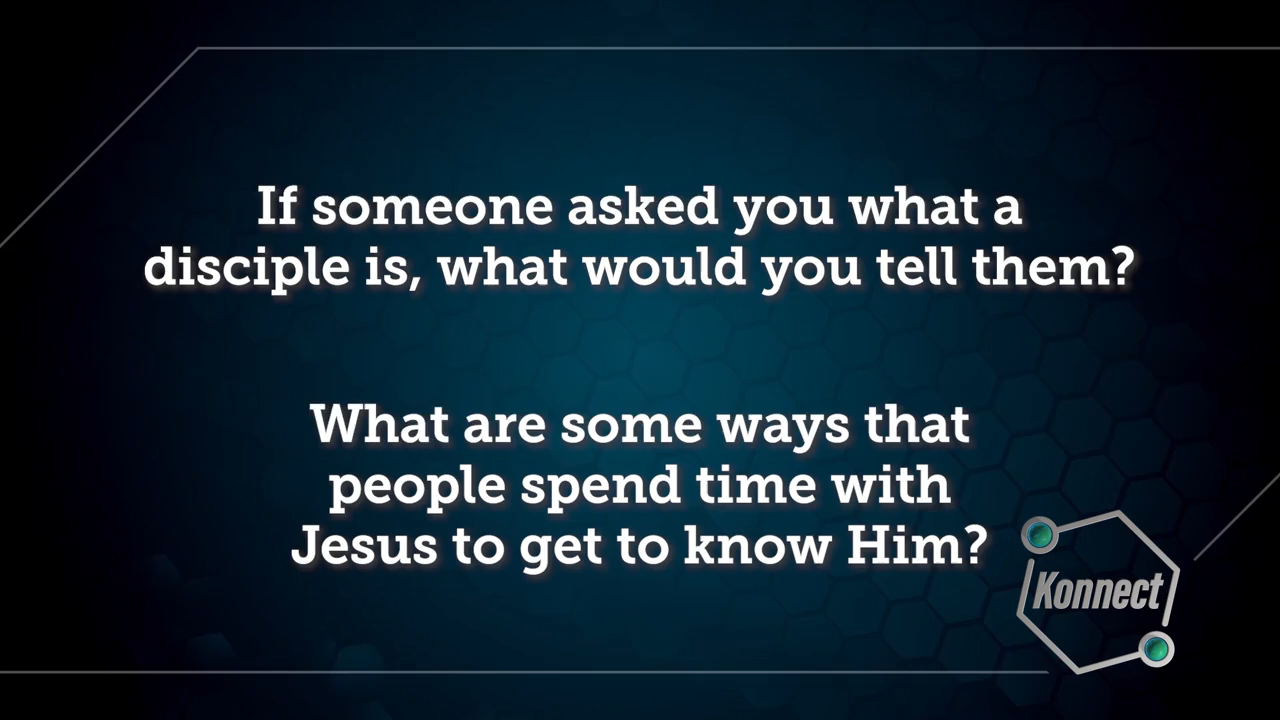 If someone asked you what a
disciple is, what would you tell them?
What are some ways that
people spend time with
Jesus to get to know Him?
Konnect